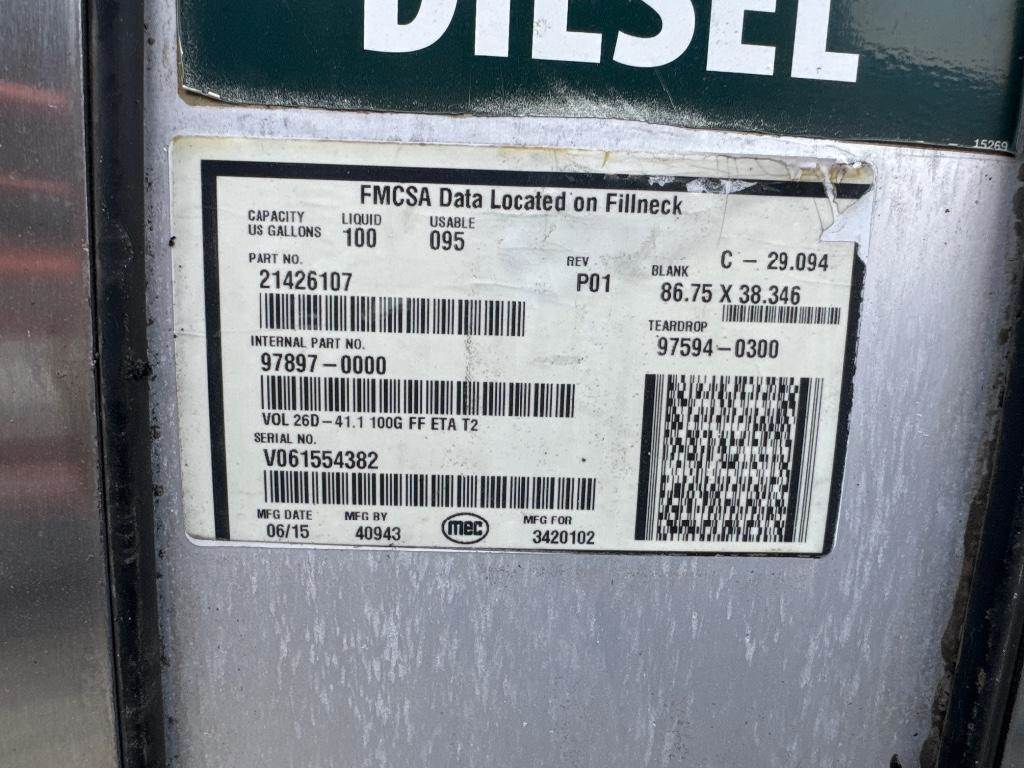 DIESEL
15269
FMCSA Data Located on Fillneck
CAPACITY US GALLONS LIQUID 100 USABLE 095
C - 29.094
PART NO. REV BLANK
21426107 P01 86.75 X 38.346
TEARDROP
INTERNAL PART NO. 97594-0300
97897-0000
VOL 26D-41.1 100G FF ETA T2
SERIAL NO.
V061554382
MFG DATE MFG BY mec MFG FOR
06/15 40943 3420102